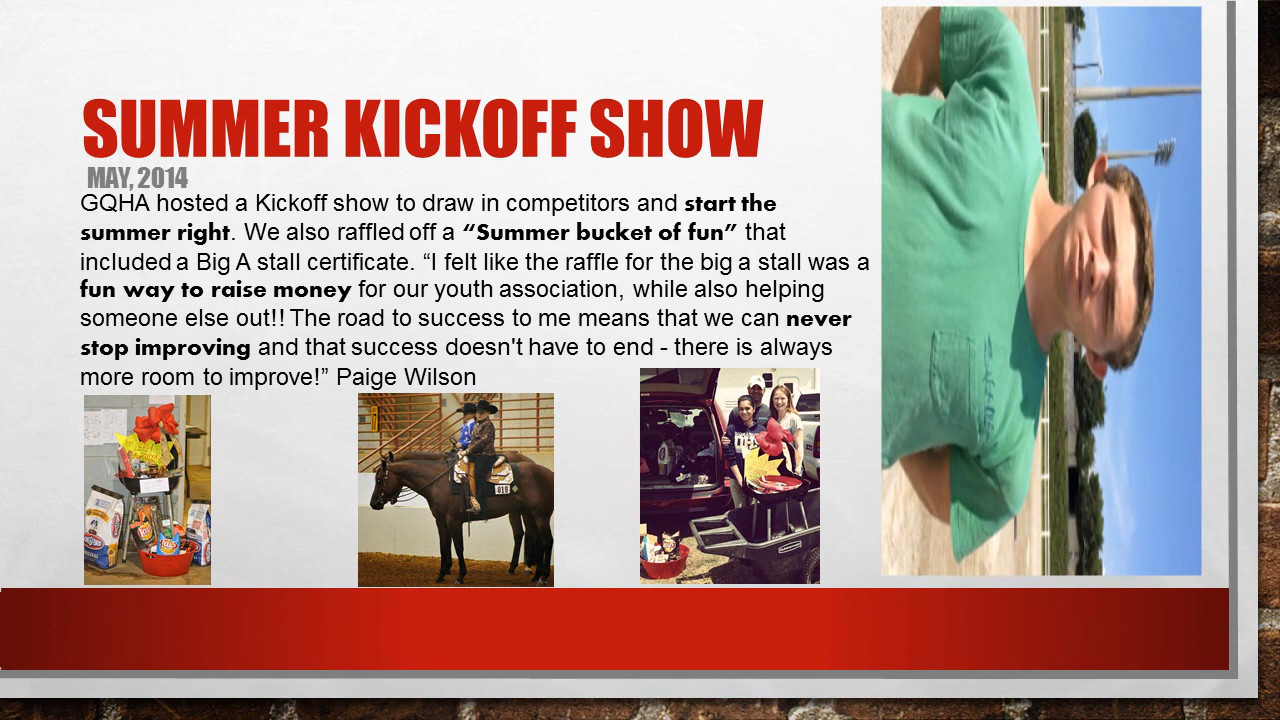 SUMMER KICKOFF SHOW
MAY, 2014
GQHA hosted a Kickoff show to draw in competitors and start the
summer right. We also raffled off a “Summer bucket of fun” that
included a Big A stall certificate. “I felt like the raffle for the big a stall was a
fun way to raise money for our youth association, while also helping
someone else out!! The road to success to me means that we can never
stop improving and that success doesn't have to end - there is always
more room to improve!” Paige Wilson
816